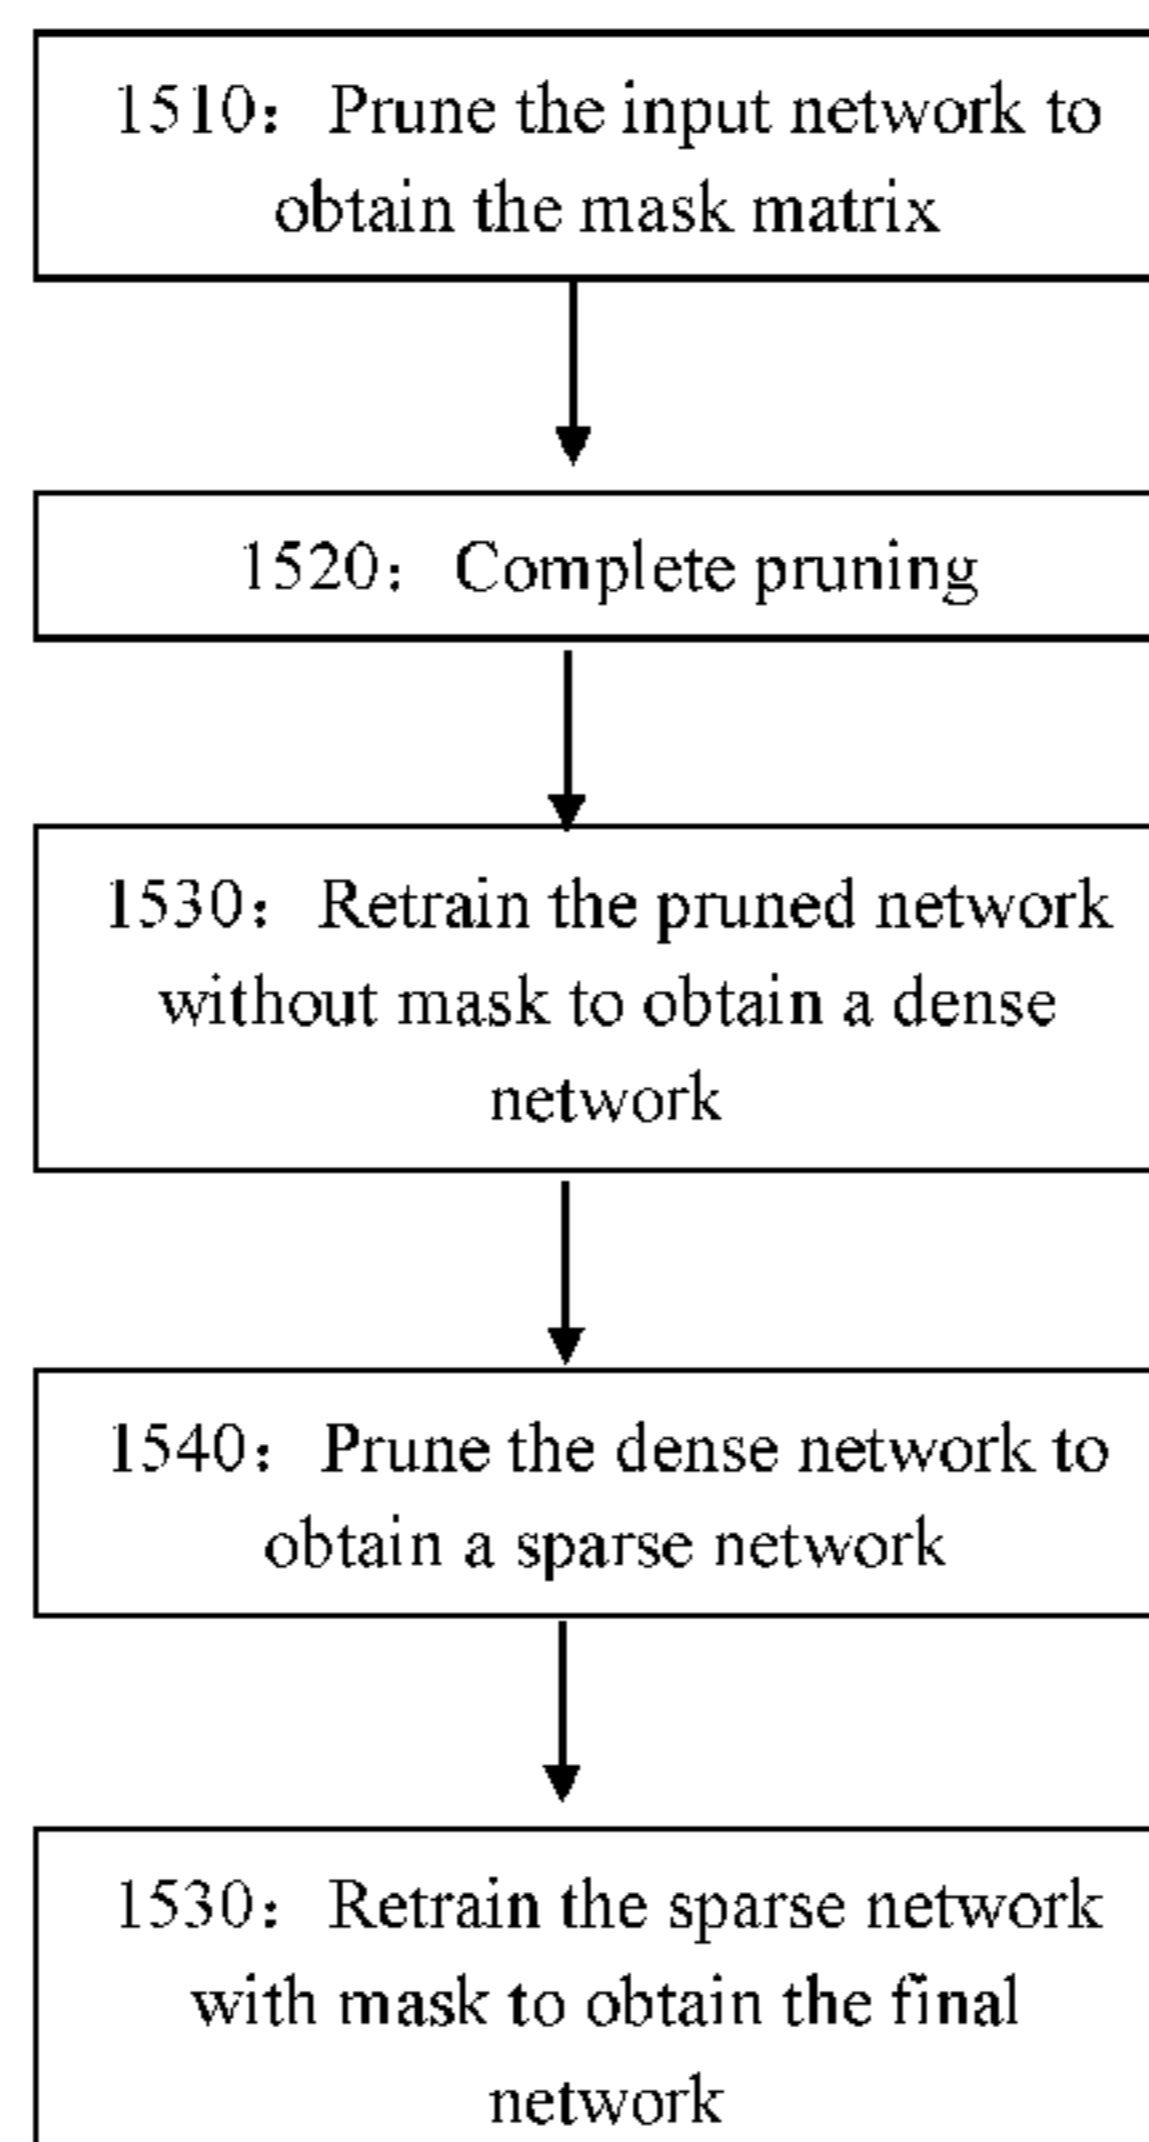 1510： Prune the input network to
obtain the mask matrix
1520： Complete pruning
1530： Retrain the pruned network
without mask to obtain a dense
network
1540： Prune the dense network to
obtain a sparse network
1530： Retrain the sparse network
with mask to obtain the final
network